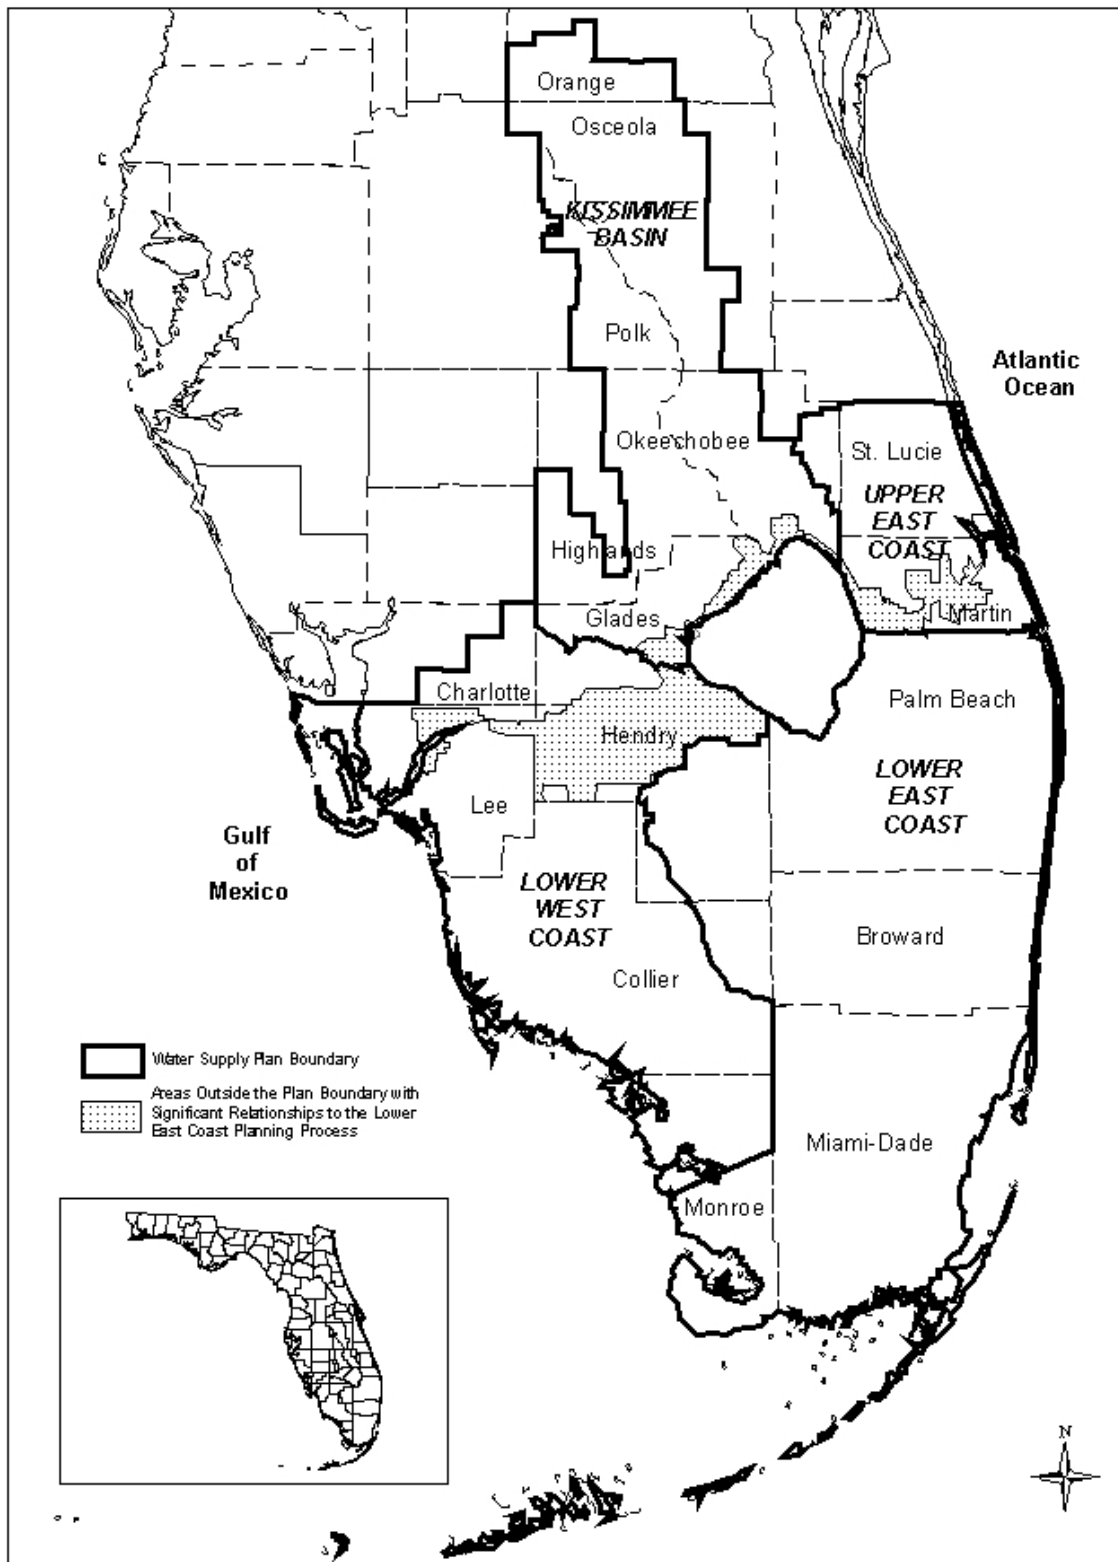 Orange
Osceola
KISSIMMEE
BASIN
Polk
Atlantic
Ocean
Okeechobee
St. Lucie
UPPER
EAST
COAST
Highlands
Glades
Martin
Charlotte
Palm Beach
Hendry
LOWER
EAST
COAST
Lee
Gulf
of
Mexico
LOWER
WEST
COAST
Broward
Collier
Water Supply Plan Boundary
Areas Outside the Plan Boundary with
Significant Relationships to the Lower
East Coast Planning Process
Miami-Dade
Monroe
N